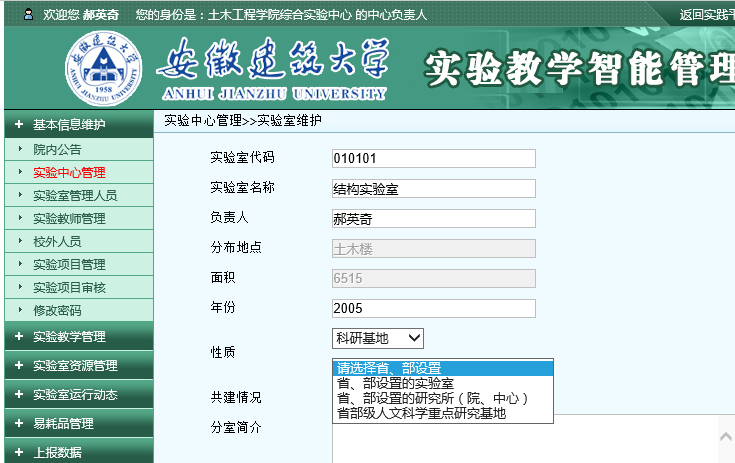 欢迎您 郝英奇 您的身份是：土木工程学院综合实验中心 的中心负责人
返回实践
安徽建筑大学
ANHUI JIANZHU UNIVERSITY
1958
实验教学智能管理
基本信息维护
院内公告
实验中心管理
实验室管理人员
实验教师管理
校外人员
实验项目管理
实验项目审核
修改密码
实验教学管理
实验室资源管理
实验室运行动态
易耗品管理
上报数据
实验中心管理>>实验室维护
实验室代码 010101
实验室名称 结构实验室
负责人 郝英奇
分布地点 土木楼
面积 6515
年份 2005
性质 科研基地
请选择省、部设置
省、部设置的实验室
省、部设置的研究所（院、中心）
省部级人文科学重点研究基地
共建情况
分室简介